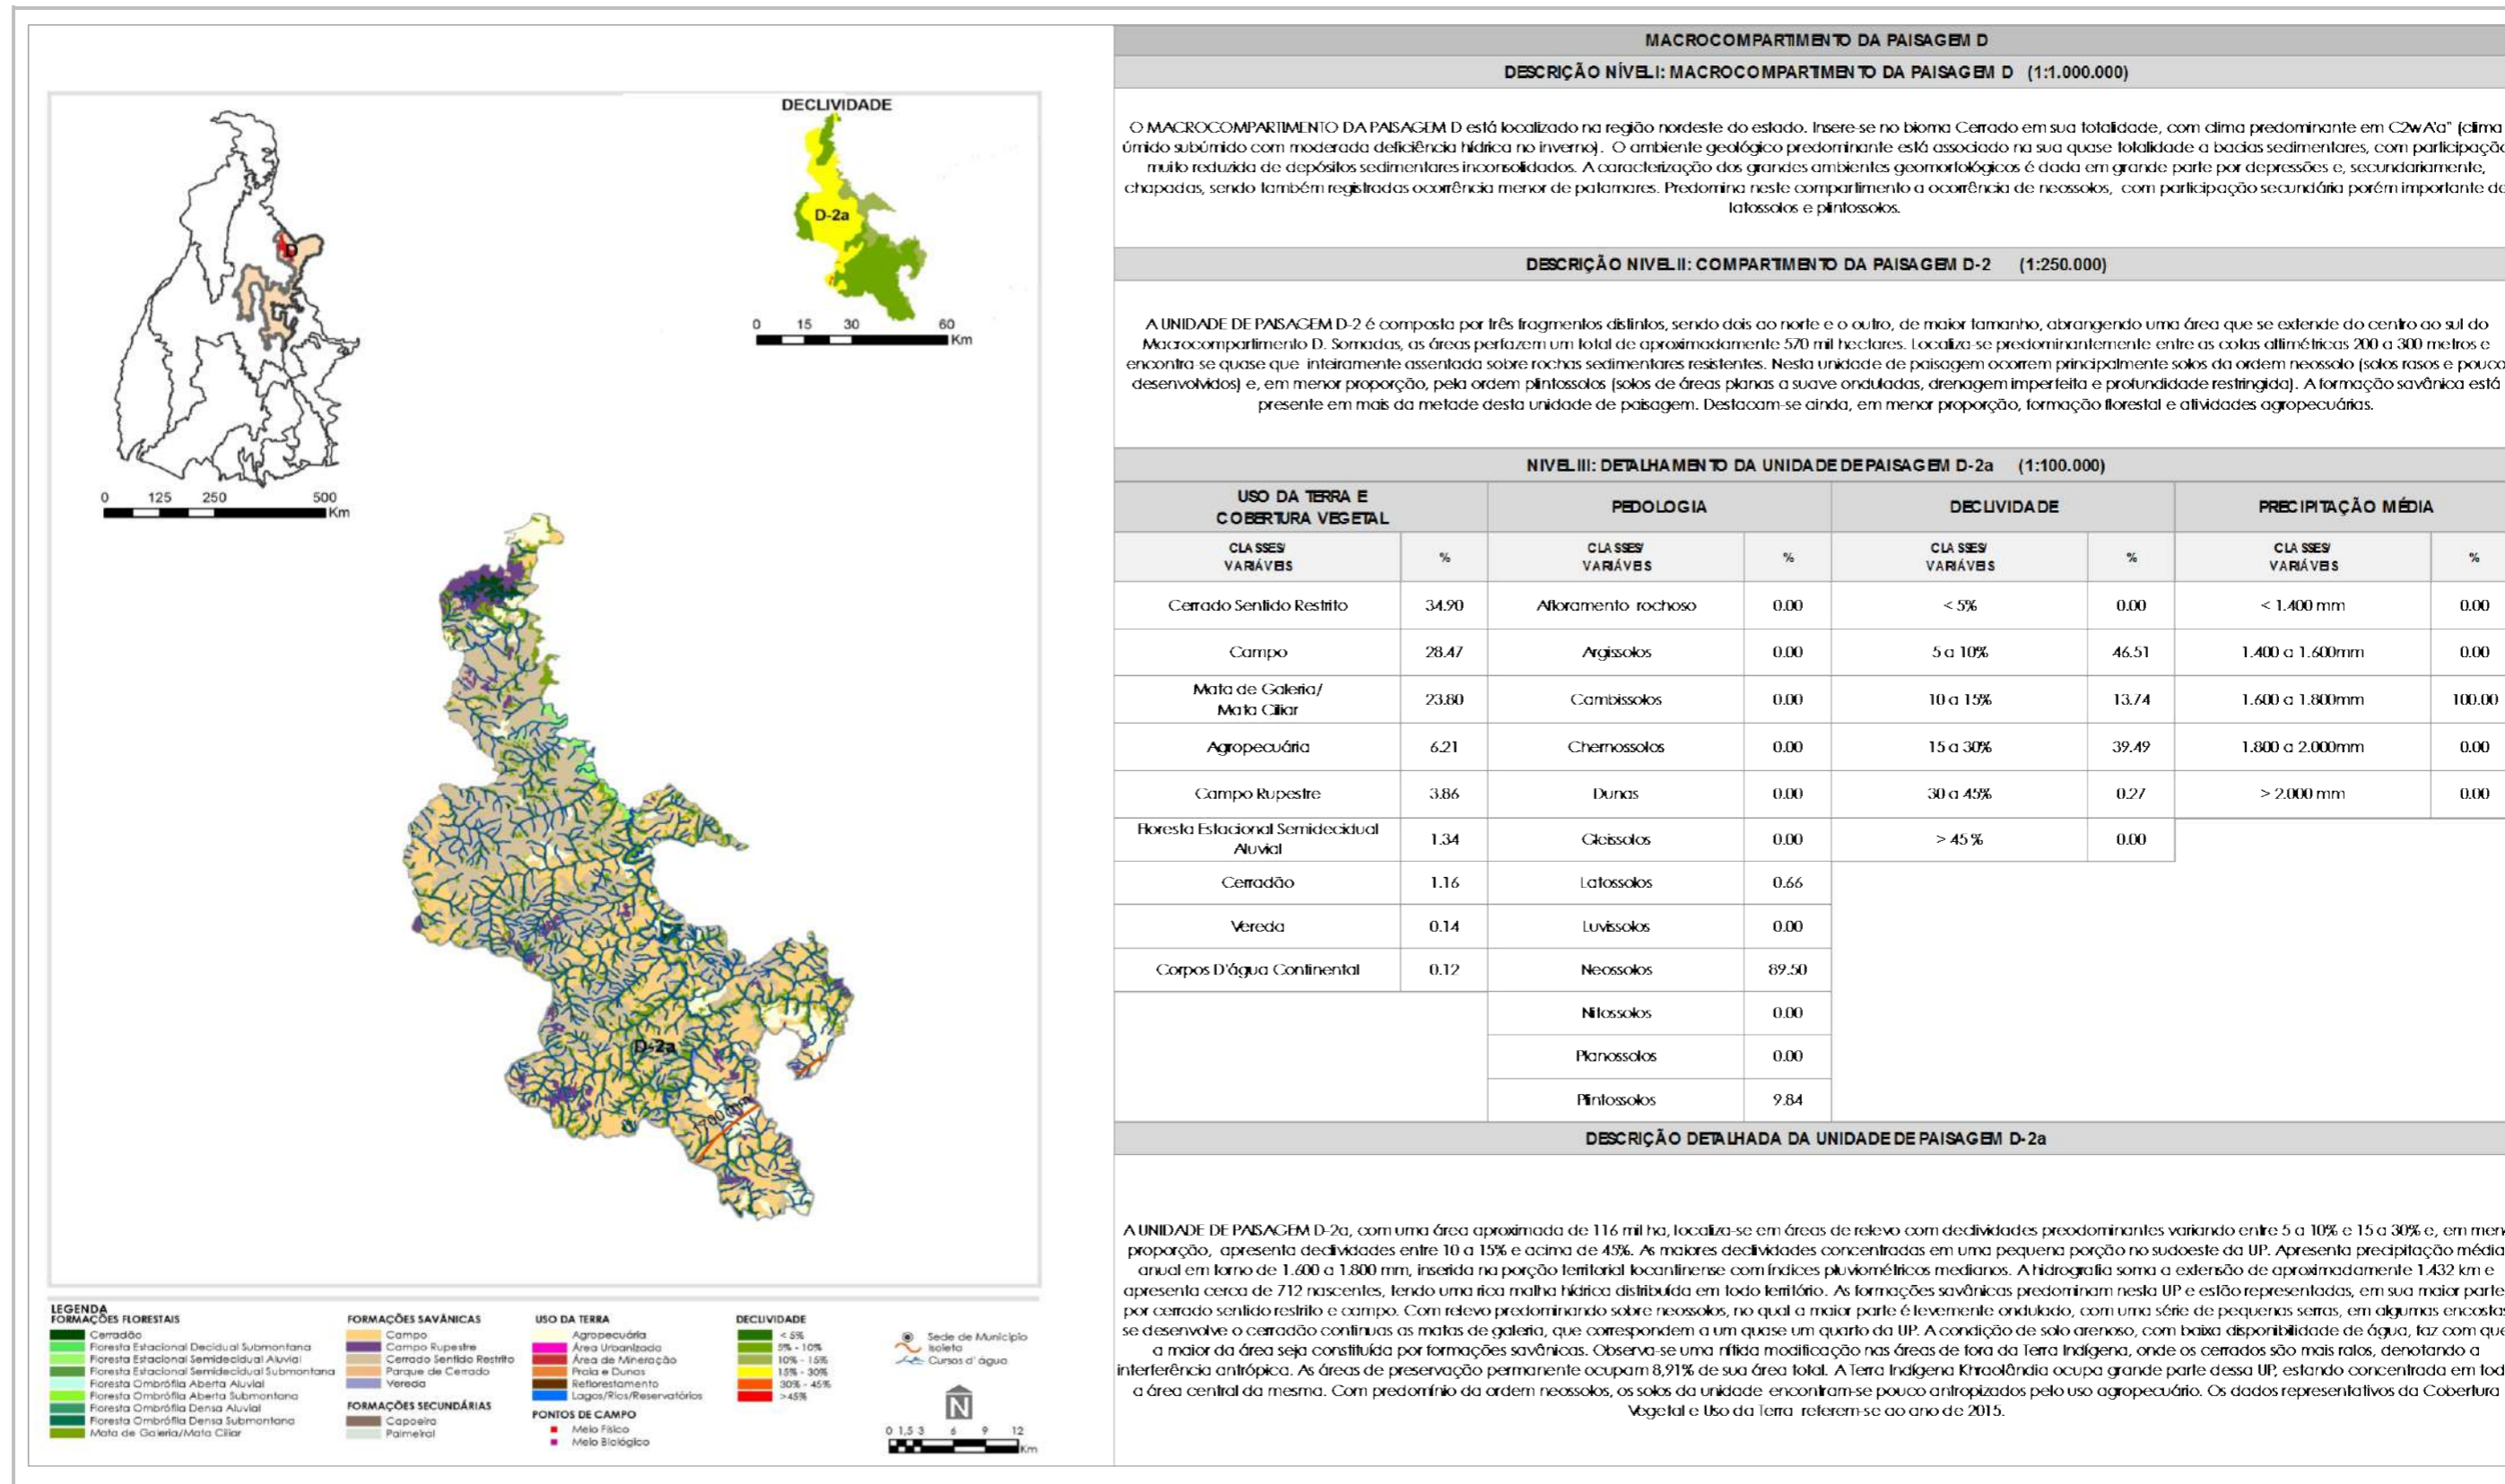 DECLIVIDADE
D-2a
0 15 30 60
Km
D
0 125 250 500
Km
D-2a
1700 mm
LEGENDA
FORMAÇÕES FLORESTAIS
Cerradão
Floresta Estacional Decidual Submontana
Floresta Estacional Semidecidual Aluvial
Floresta Estacional Semidecidual Submontana
Floresta Ombrófila Aberta Aluvial
Floresta Ombrófila Aberta Submontana
Floresta Ombrófila Densa Aluvial
Floresta Ombrófila Densa Submontana
Mata de Galeria/Mata Ciliar
FORMAÇÕES SAVÂNICAS
Campo
Campo Rupestre
Cerrado Sentido Restrito
Parque de Cerrado
Vereda
FORMAÇÕES SECUNDÁRIAS
Capoeira
Palmeiral
USO DA TERRA
Agropecuária
Área Urbanizada
Área de Mineração
Praia e Dunas
Reflorestamento
Lagos/Rios/Reservatórios
PONTOS DE CAMPO
Meio Físico
Meio Biológico
DECLIVIDADE
< 5%
5% - 10%
10% - 15%
15% - 30%
30% - 45%
>45%
Sede de Município
Isoieta
Cursos d' água
N
0 1,5 3 6 9 12
Km
MACROCOMPARTIMENTO DA PAISAGEM D
DESCRIÇÃO NÍVEL I: MACROCOMPARTIMENTO DA PAISAGEM D (1:1.000.000)
O MACROCOMPARTIMENTO DA PAISAGEM D está localizado na região nordeste do estado. Insere-se no bioma Cerrado em sua totalidade, com clima predominante em C2wA'a" (clima
úmido subúmido com moderada deficiência hídrica no inverno). O ambiente geológico predominante está associado na sua quase totalidade a bacias sedimentares, com participação
muito reduzida de depósitos sedimentares inconsolidados. A caracterização dos grandes ambientes geomorfológicos é dada em grande parte por depressões e, secundariamente,
chapadas, sendo também registradas ocorrência menor de patamares. Predomina neste compartimento a ocorrência de neossolos, com participação secundária porém importante de
latossolos e plintossolos.
DESCRIÇÃO NIVEL II: COMPARTIMENTO DA PAISAGEM D-2 (1:250.000)
A UNIDADE DE PAISAGEM D-2 é composta por três fragmentos distintos, sendo dois ao norte e o outro, de maior tamanho, abrangendo uma área que se extende do centro ao sul do
Macrocompartimento D. Somadas, as áreas perfazem um total de aproximadamente 570 mil hectares. Localiza-se predominantemente entre as cotas altimétricas 200 a 300 metros e
encontra se quase que inteiramente assentada sobre rochas sedimentares resistentes. Nesta unidade de paisagem ocorrem principalmente solos da ordem neossolo (solos rasos e pouco
desenvolvidos) e, em menor proporção, pela ordem plintossolos (solos de áreas planas a suave onduladas, drenagem imperfeita e profundidade restringida). A formação savânica está
presente em mais da metade desta unidade de paisagem. Destacam-se ainda, em menor proporção, formação florestal e atividades agropecuárias.
NIVEL III: DETALHAMENTO DA UNIDADE DE PAISAGEM D-2a (1:100.000)
USO DA TERRA E
COBERTURA VEGETAL
PEDOLOGIA
DECLIVIDADE
PRECIPITAÇÃO MÉDIA
CLASSES/
VARIÁVEIS
%
CLASSES/
VARIÁVEIS
%
CLASSES/
VARIÁVEIS
%
CLASSES/
VARIÁVEIS
%
Cerrado Sentido Restrito 34.90 Afloramento rochoso 0.00 < 5% 0.00 < 1.400 mm 0.00
Campo 28.47 Argissolos 0.00 5 a 10% 46.51 1.400 a 1.600mm 0.00
Mata de Galeria/
Mata Ciliar 23.80 Cambissolos 0.00 10 a 15% 13.74 1.600 a 1.800mm 100.00
Agropecuária 6.21 Chernossolos 0.00 15 a 30% 39.49 1.800 a 2.000mm 0.00
Campo Rupestre 3.86 Dunas 0.00 30 a 45% 0.27 > 2.000 mm 0.00
Floresta Estacional Semidecidual
Aluvial 1.34 Gleissolos 0.00 > 45 % 0.00
Cerradão 1.16 Latossolos 0.66
Vereda 0.14 Luvissolos 0.00
Corpos D'água Continental 0.12 Neossolos 89.50
Nitossolos 0.00
Planossolos 0.00
Plintossolos 9.84
DESCRIÇÃO DETALHADA DA UNIDADE DE PAISAGEM D-2a
A UNIDADE DE PAISAGEM D-2a, com uma área aproximada de 116 mil ha, localiza-se em áreas de relevo com declividades preodominantes variando entre 5 a 10% e 15 a 30% e, em men
proporção, apresenta declividades entre 10 a 15% e acima de 45%. As maiores declividades concentradas em uma pequena porção no sudoeste da UP. Apresenta precipitação média
anual em torno de 1.600 a 1.800 mm, inserida na porção territorial tocantinense com índices pluviométricos medianos. A hidrografia soma a extensão de aproximadamente 1.432 km e
apresenta cerca de 712 nascentes, tendo uma rica malha hídrica distribuída em todo território. As formações savânicas predominam nesta UP e estão representadas, em sua maior parte
por cerrado sentido restrito e campo. Com relevo predominando sobre neossolos, no qual a maior parte é levemente ondulado, com uma série de pequenas serras, em algumas encostas
se desenvolve o cerradão contínuas as matas de galeria, que correspondem a um quase um quarto da UP. A condição de solo arenoso, com baixa disponibilidade de água, faz com que
a maior da área seja constituída por formações savânicas. Observa-se uma nítida modificação nas áreas de fora da Terra Indígena, onde os cerrados são mais ralos, denotando a
interferência antrópica. As áreas de preservação permanente ocupam 8,91% de sua área total. A Terra Indígena Khraolândia ocupa grande parte dessa UP, estando concentrada em tod
a área central da mesma. Com predomínio da ordem neossolos, os solos da unidade encontram-se pouco antropizados pelo uso agropecuário. Os dados representativos da Cobertura
Vegetal e Uso da Terra referem-se ao ano de 2015.